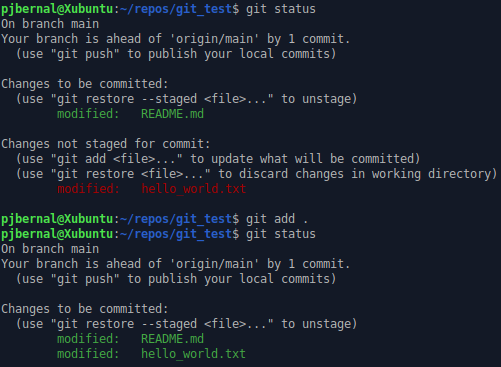 pjbernal@Xubuntu:~/repos/git_test$ git status
On branch main
Your branch is ahead of 'origin/main' by 1 commit.
  (use "git push" to publish your local commits)

Changes to be committed:
  (use "git restore --staged <file>..." to unstage)
        modified:   README.md

Changes not staged for commit:
  (use "git add <file>..." to update what will be committed)
  (use "git restore <file>..." to discard changes in working directory)
        modified:   hello_world.txt

pjbernal@Xubuntu:~/repos/git_test$ git add .
pjbernal@Xubuntu:~/repos/git_test$ git status
On branch main
Your branch is ahead of 'origin/main' by 1 commit.
  (use "git push" to publish your local commits)

Changes to be committed:
  (use "git restore --staged <file>..." to unstage)
        modified:   README.md
        modified:   hello_world.txt